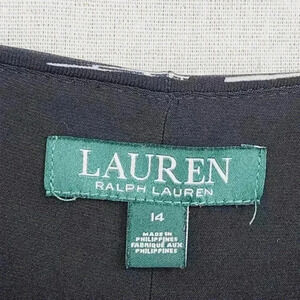 LAUREN
RALPH LAUREN
14
MADE IN
PHILIPPINES
FABRIQUÉ AUX
PHILIPPINES